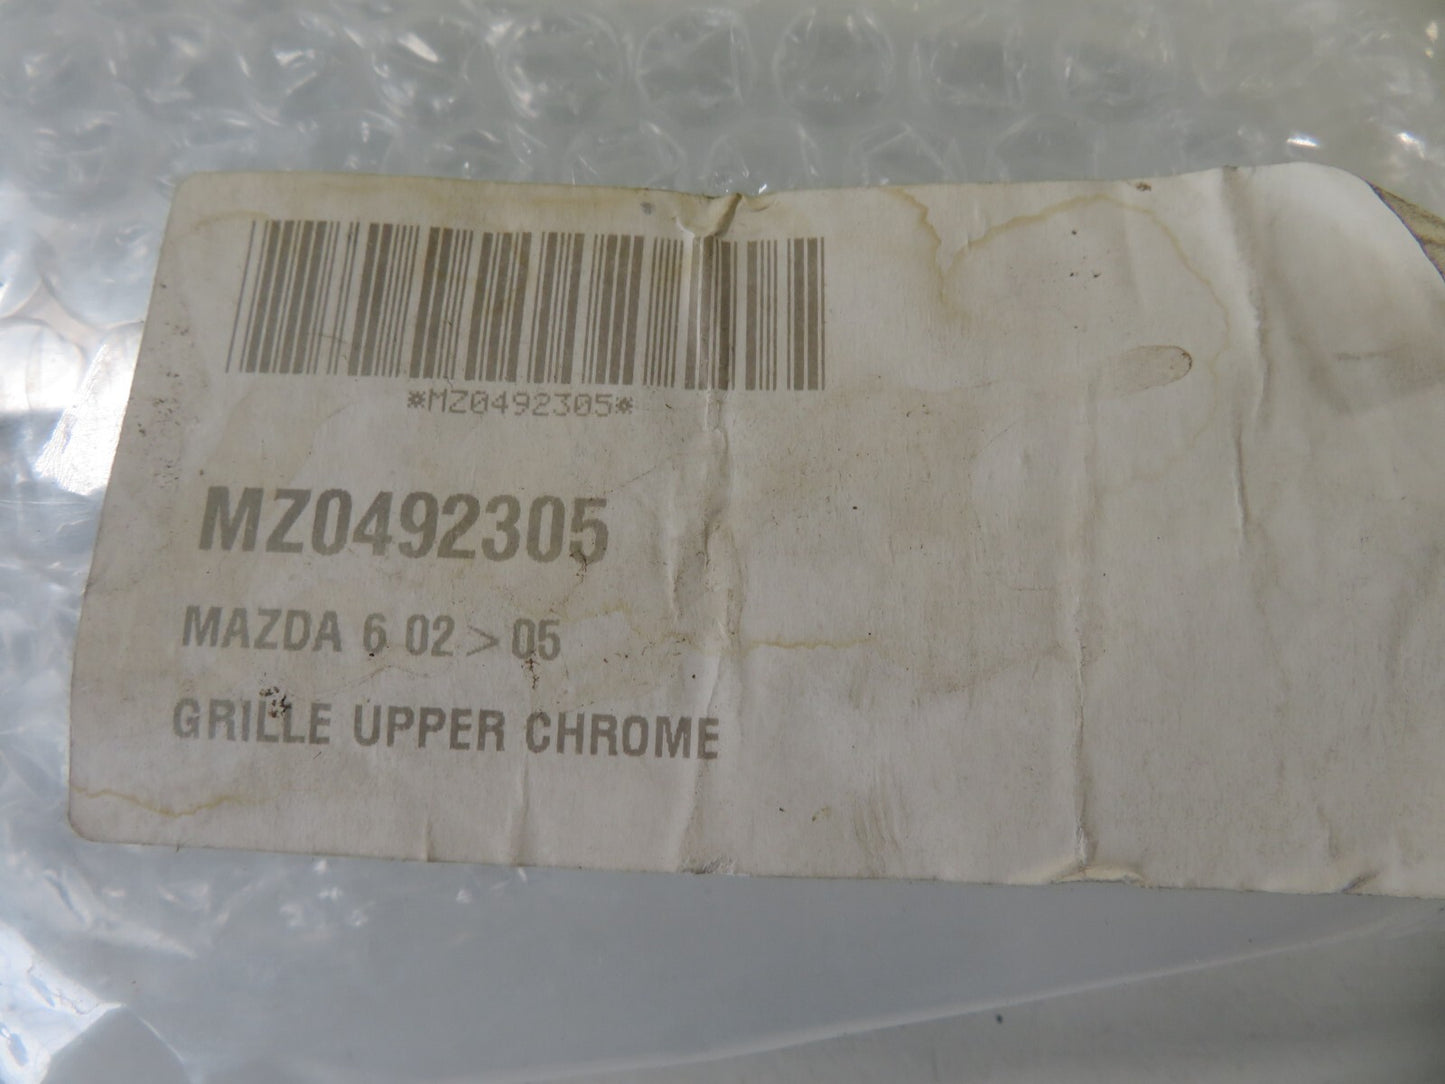 *MZ0492305*
MZ0492305
MAZDA 6 02 > 05
GRILLE UPPER CHROME